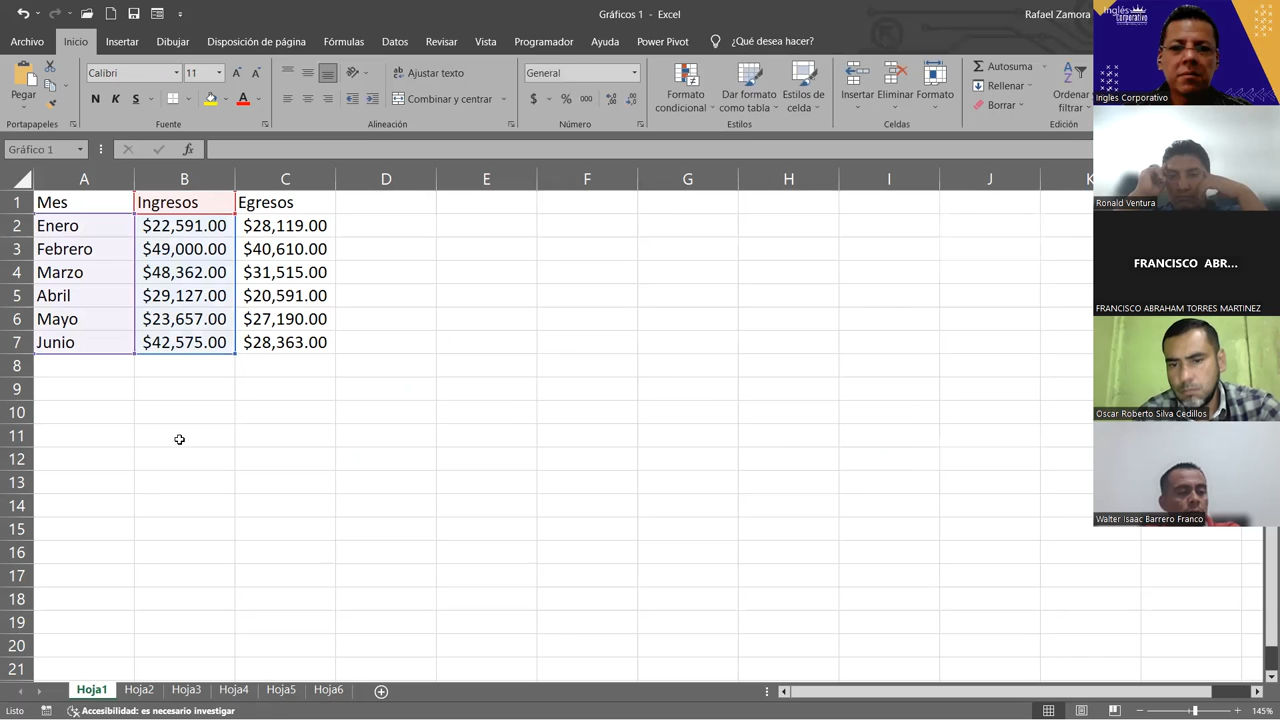 Gráficos 1 - Excel
Rafael Zamora
Archivo Inicio Insertar Dibujar Disposición de página Fórmulas Datos Revisar Vista Programador Ayuda Power Pivot ¿Qué desea hacer?
Pegar
Calibri 11
N K S
Ajustar texto
Combinar y centrar
General
$ % 000
Formato condicional
Dar formato como tabla
Estilos de celda
Insertar Eliminar Formato
Autosuma
Rellenar
Borrar
Ordenar filtrar
Portapapeles Fuente Alineación Número Estilos Celdas Edición
Gráfico 1 fx
A B C D E F G H I J K
1 Mes Ingresos Egresos
2 Enero $22,591.00 $28,119.00
3 Febrero $49,000.00 $40,610.00
4 Marzo $48,362.00 $31,515.00
5 Abril $29,127.00 $20,591.00
6 Mayo $23,657.00 $27,190.00
7 Junio $42,575.00 $28,363.00
8
9
10
11
12
13
14
15
16
17
18
19
20
21
Hoja1 Hoja2 Hoja3 Hoja4 Hoja5 Hoja6
Listo Accesibilidad: es necesario investigar 145%
Inglés
Corporativo
Ingles Corporativo
Ronald Ventura
FRANCISCO ABR...
FRANCISCO ABRAHAM TORRES MARTINEZ
Oscar Roberto Silva Cedillos
Walter Isaac Barrero Franco